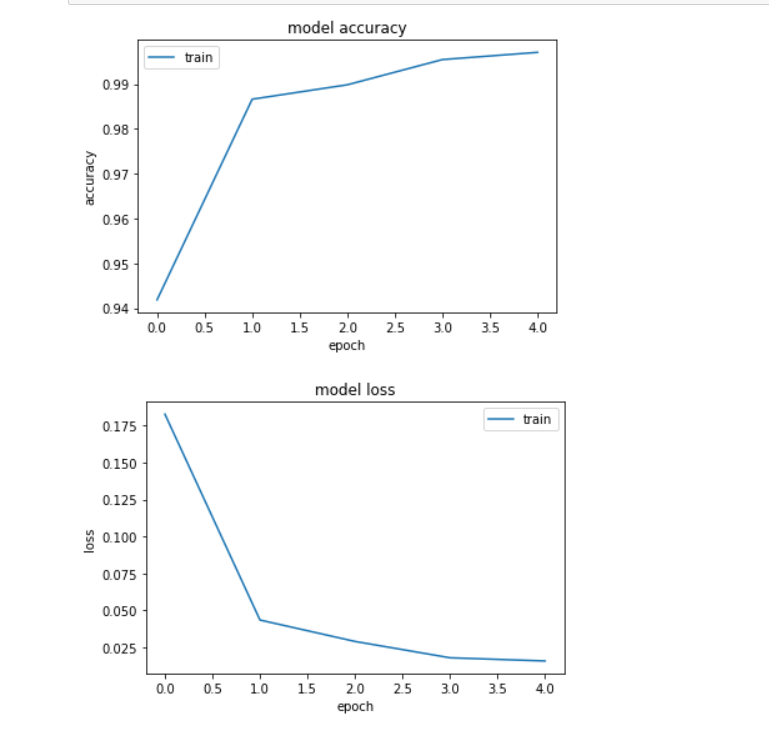 model accuracy
train
0.99
0.98
0.97
0.96
0.95
0.94
accuracy
0.0 0.5 1.0 1.5 2.0 2.5 3.0 3.5 4.0
epoch
model loss
train
0.175
0.150
0.125
0.100
0.075
0.050
0.025
loss
0.0 0.5 1.0 1.5 2.0 2.5 3.0 3.5 4.0
epoch